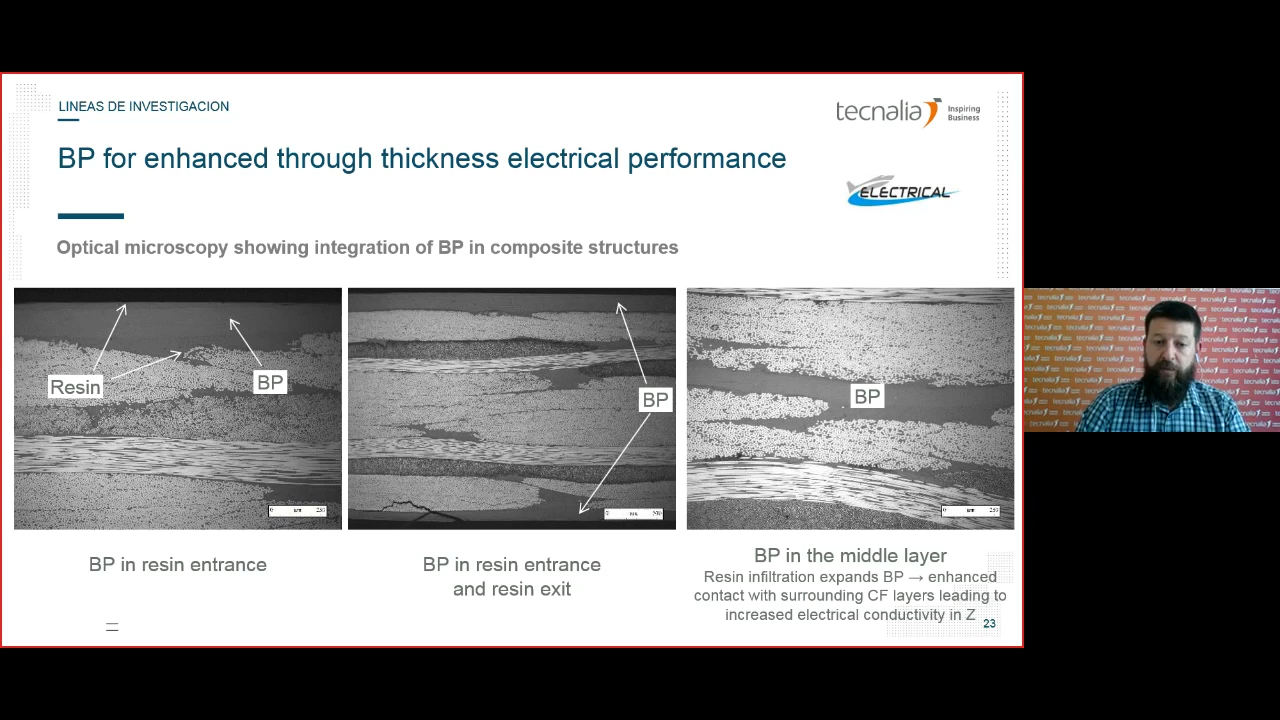 LINEAS DE INVESTIGACION
tecnalia Inspiring Business
BP for enhanced through thickness electrical performance
ELECTRICAL
Optical microscopy showing integration of BP in composite structures
Resin
BP
BP
BP
BP in resin entrance
BP in resin entrance
and resin exit
BP in the middle layer
Resin infiltration expands BP → enhanced
contact with surrounding CF layers leading to
increased electrical conductivity in Z
23